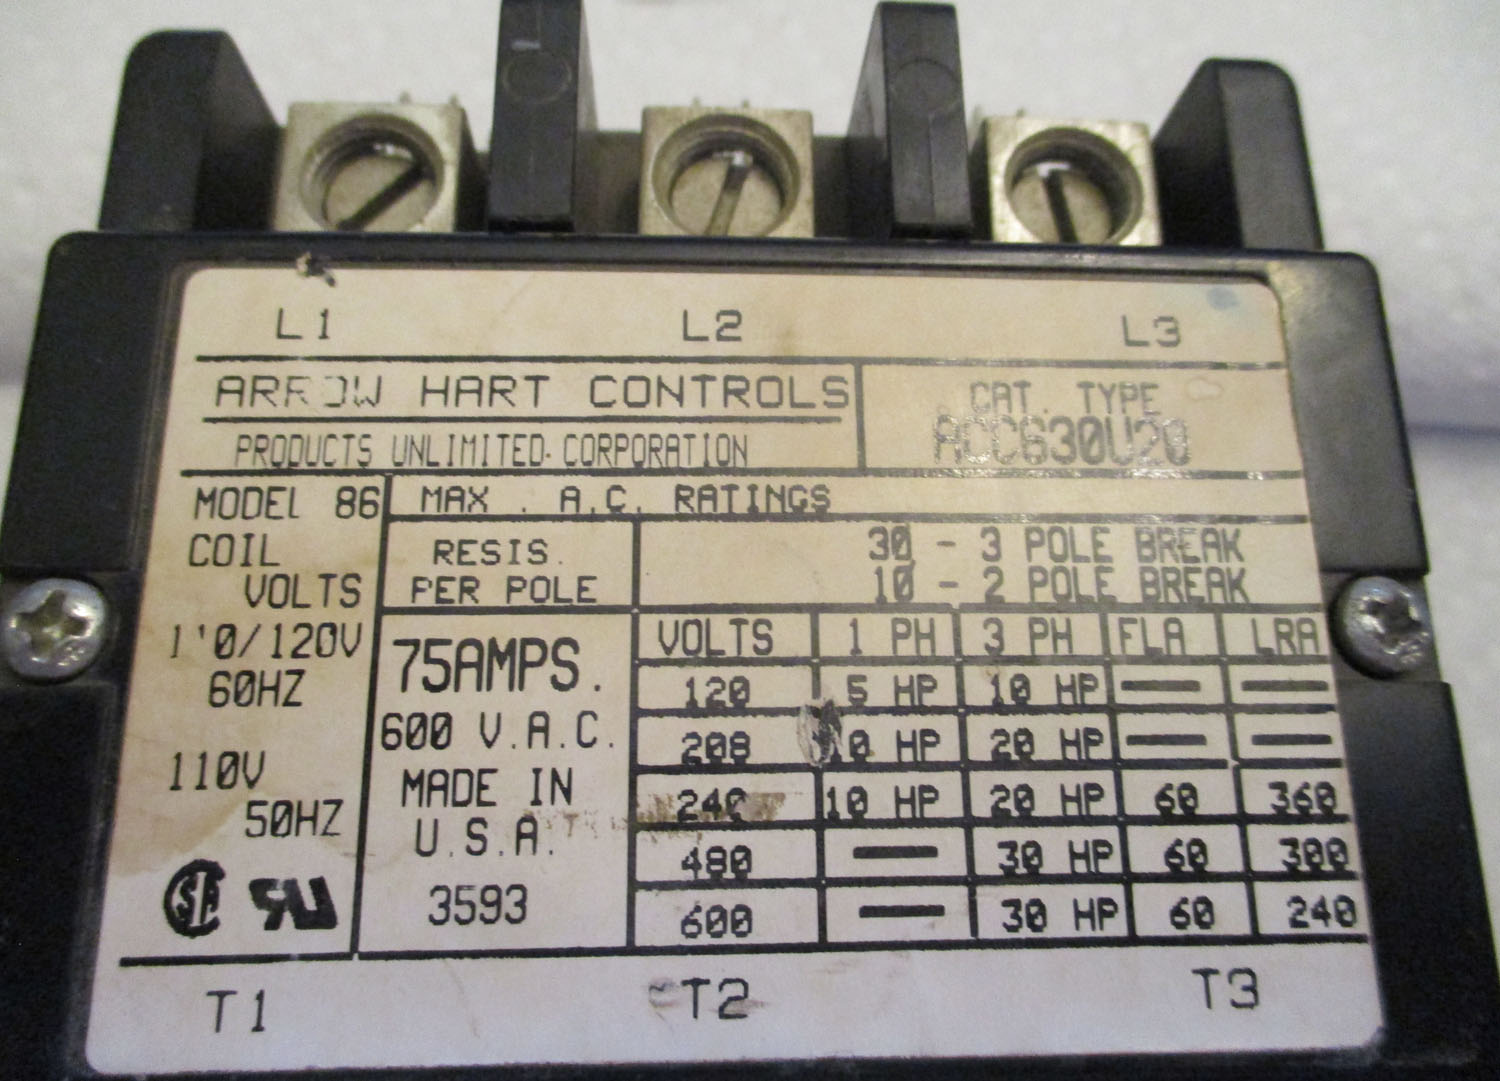 L1 L2 L3
ARROW HART CONTROLS
PRODUCTS UNLIMITED CORPORATION
CAT. TYPE
ACC630U20
MODEL 86
COIL
VOLTS
110/120V
60HZ
110V
50HZ
MAX. A.C. RATINGS
RESIS.
PER POLE
30 - 3 POLE BREAK
10 - 2 POLE BREAK
75AMPS.
600 V.A.C.
MADE IN
U.S.A.
3593
VOLTS 1 PH 3 PH FLA LRA
120 5 HP 10 HP — —
208 10 HP 20 HP — —
240 10 HP 20 HP 60 360
480 — 30 HP 60 300
600 — 30 HP 60 240
T1 T2 T3